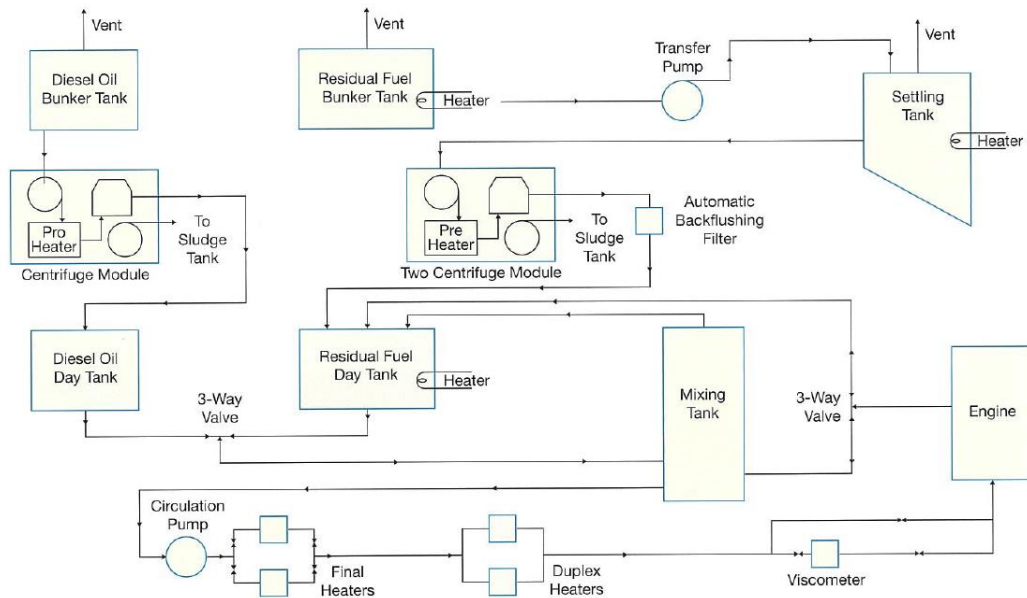 Vent
Diesel Oil
Bunker Tank
Vent
Residual Fuel
Bunker Tank
Heater
Transfer
Pump
Vent
Settling
Tank
Heater
Pro
Heater
To
Sludge
Tank
Centrifuge Module
Pre
Heater
To
Sludge
Tank
Two Centrifuge Module
Automatic
Backflushing
Filter
Diesel Oil
Day Tank
3-Way
Valve
Residual Fuel
Day Tank
Heater
Mixing
Tank
3-Way
Valve
Engine
Circulation
Pump
Final
Heaters
Duplex
Heaters
Viscometer